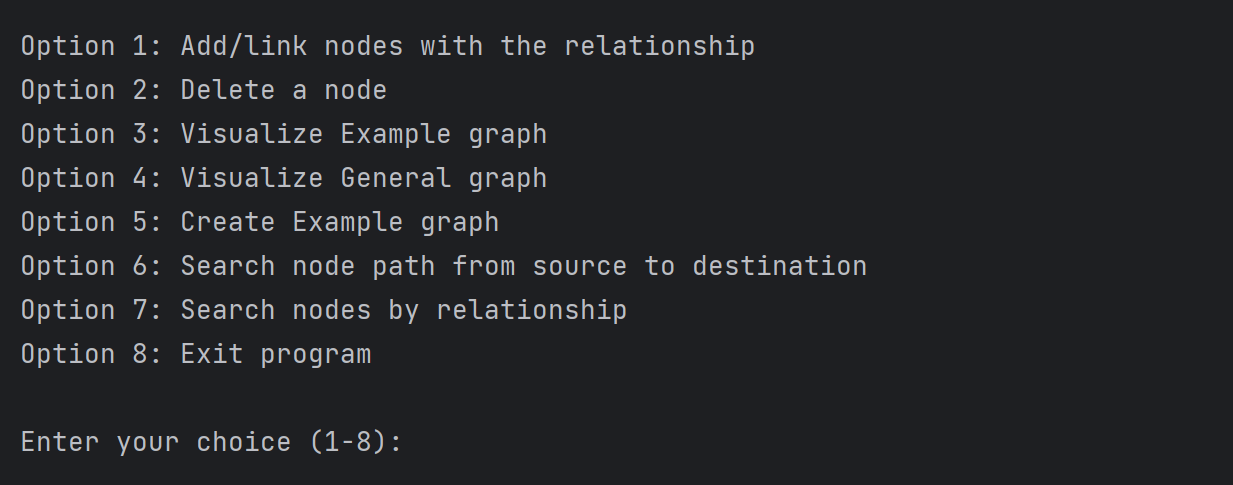 Option 1: Add/link nodes with the relationship
Option 2: Delete a node
Option 3: Visualize Example graph
Option 4: Visualize General graph
Option 5: Create Example graph
Option 6: Search node path from source to destination
Option 7: Search nodes by relationship
Option 8: Exit program
Enter your choice (1-8):